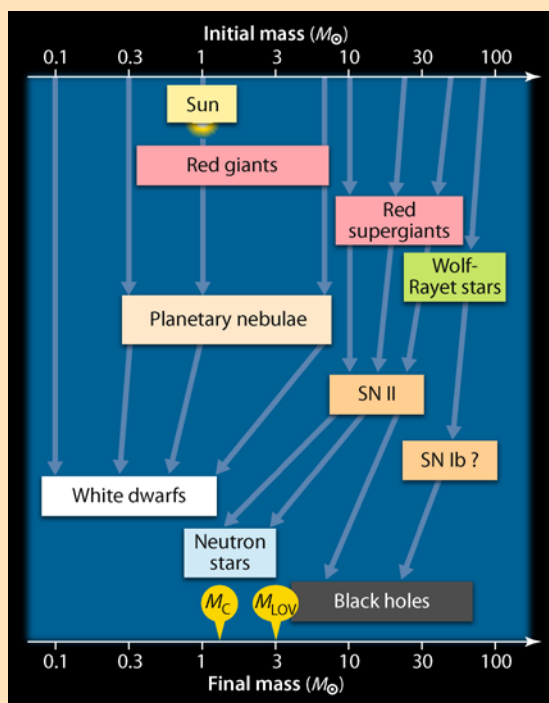 Initial mass (M⊙)
0.1 0.3 1 3 10 30 100
Sun
Red giants
Red
supergiants
Wolf-
Rayet stars
Planetary nebulae
SN II
SN Ib ?
White dwarfs
Neutron
stars
MC MLOV
Black holes
0.1 0.3 1 3 10 30 100
Final mass (M⊙)